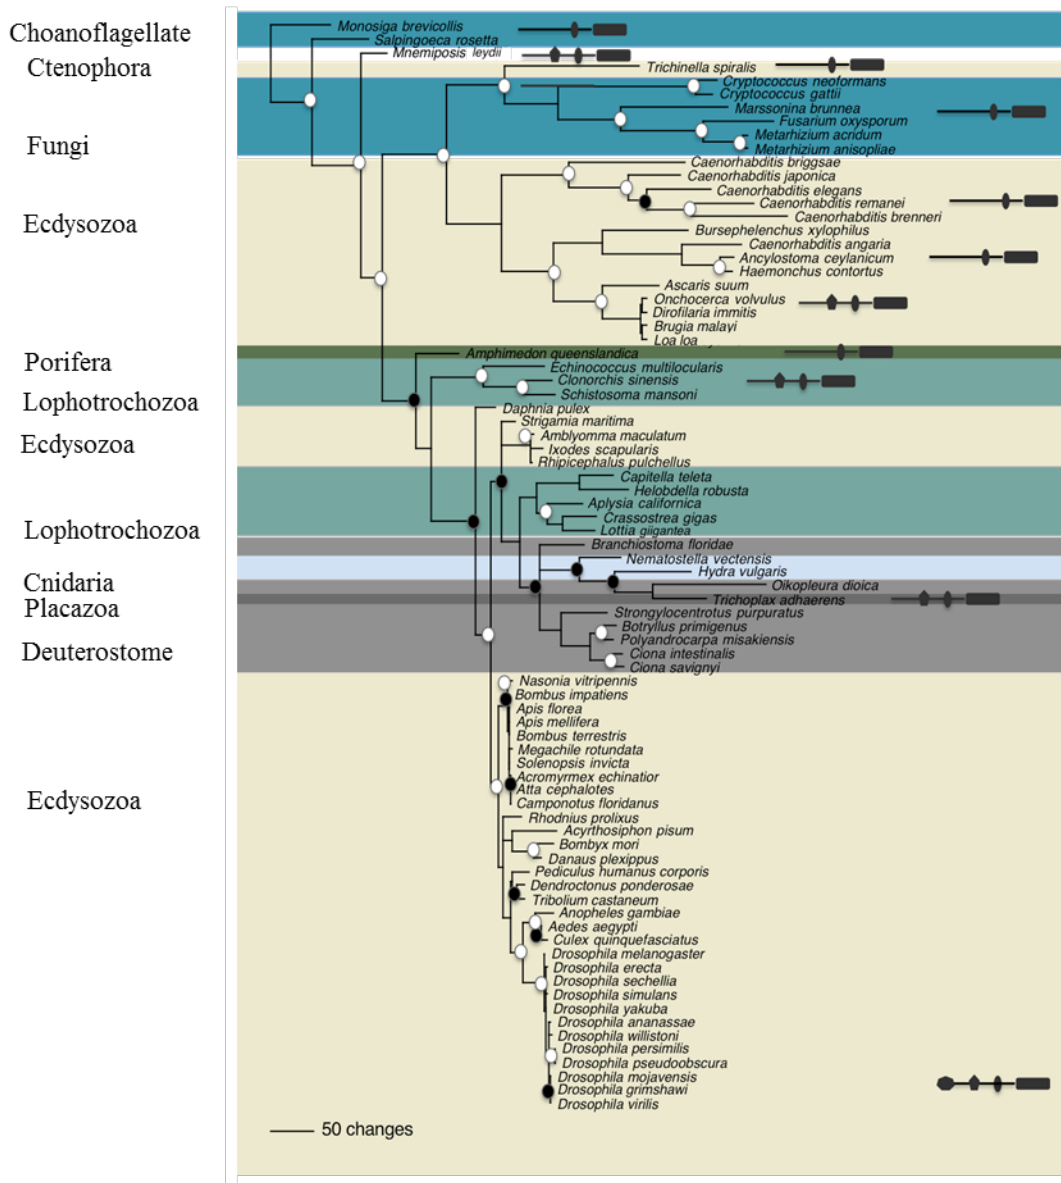 Choanoflagellate
Ctenophora
Fungi
Ecdysozoa
Porifera
Lophotrochozoa
Ecdysozoa
Lophotrochozoa
Cnidaria
Placazoa
Deuterostome
Ecdysozoa
Monosiga brevicollis
Salpingoeca rosetta
Mnemiposis leydii
Trichinella spiralis
Cryptococcus neoformans
Cryptococcus gattii
Marssonina brunnea
Fusarium oxysporum
Metarhizium acridum
Metarhizium anisopliae
Caenorhabditis briggsae
Caenorhabditis japonica
Caenorhabditis elegans
Caenorhabditis remanei
Caenorhabditis brenneri
Bursephelenchus xylophilus
Caenorhabditis angaria
Ancylostoma ceylanicum
Haemonchus contortus
Ascaris suum
Onchocerca volvulus
Dirofilaria immitis
Brugia malayi
Loa loa
Amphimedon queenslandica
Echinococcus multilocularis
Clonorchis sinensis
Schistosoma mansoni
Daphnia pulex
Strigamia maritima
Amblyomma maculatum
Ixodes scapularis
Rhipicephalus pulchellus
Capitella teleta
Helobdella robusta
Aplysia californica
Crassostrea gigas
Lottia giigantea
Branchiostoma floridae
Nematostella vectensis
Hydra vulgaris
Oikopleura dioica
Trichoplax adhaerens
Strongylocentrotus purpuratus
Botryllus primigenus
Polyandrocarpa misakiensis
Ciona intestinalis
Ciona savignyi
Nasonia vitripennis
Bombus impatiens
Apis florea
Apis mellifera
Bombus terrestris
Megachile rotundata
Solenopsis invicta
Acromyrmex echinatior
Atta cephalotes
Camponotus floridanus
Rhodnius prolixus
Acyrthosiphon pisum
Bombyx mori
Danaus plexippus
Pediculus humanus corporis
Dendroctonus ponderosae
Tribolium castaneum
Anopheles gambiae
Aedes aegypti
Culex quinquefasciatus
Drosophila melanogaster
Drosophila erecta
Drosophila sechellia
Drosophila simulans
Drosophila yakuba
Drosophila ananassae
Drosophila willistoni
Drosophila persimilis
Drosophila pseudoobscura
Drosophila mojavensis
Drosophila grimshawi
Drosophila virilis
50 changes